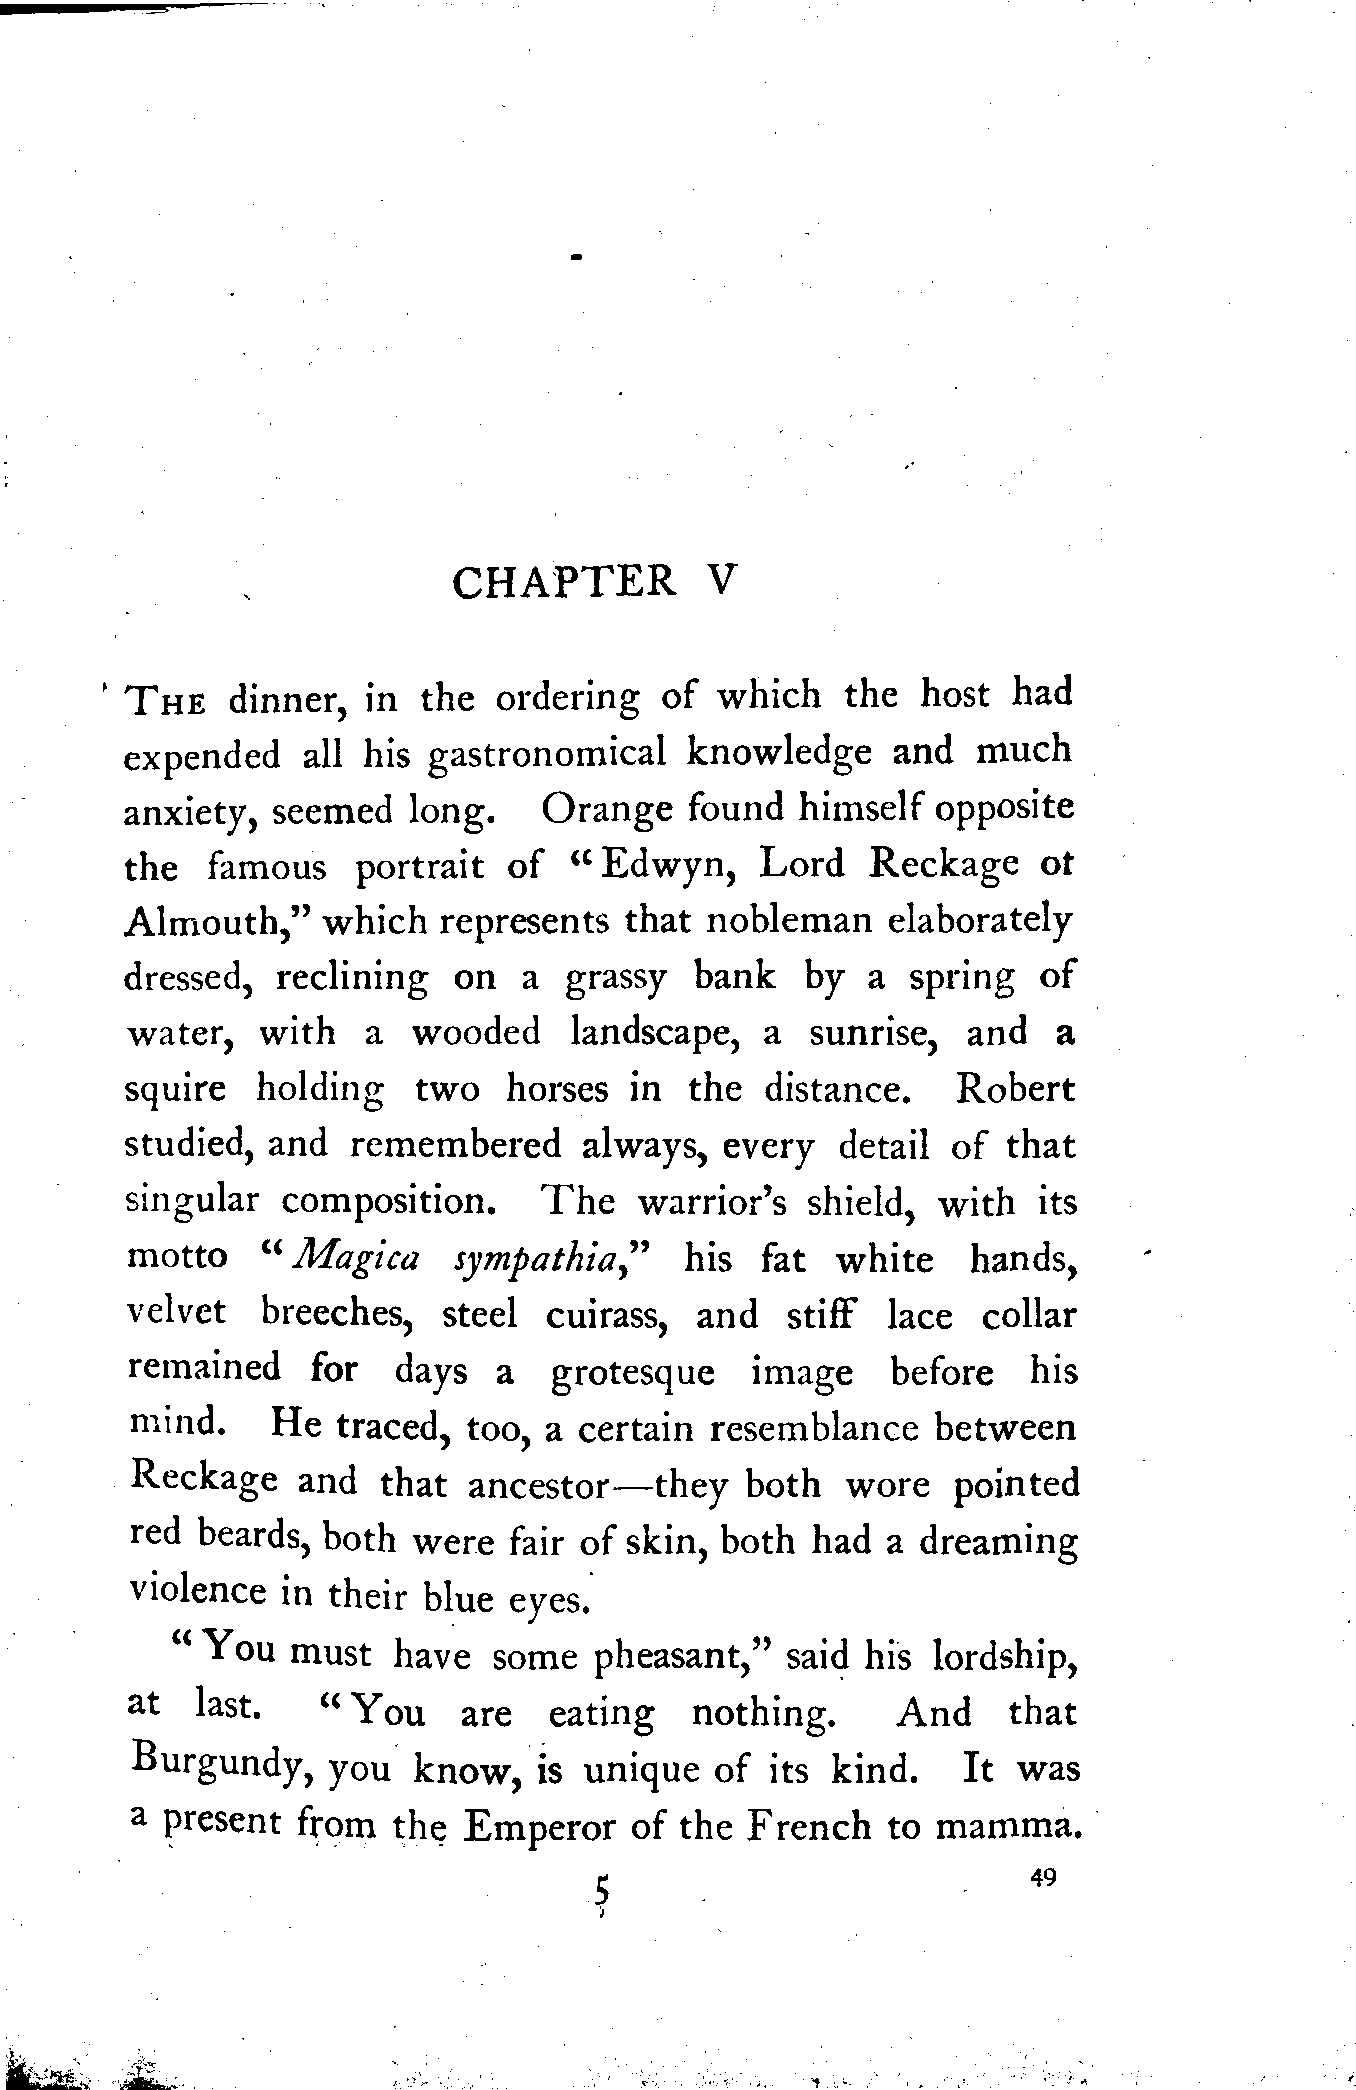 CHAPTER V
THE dinner, in the ordering of which the host had
expended all his gastronomical knowledge and much
anxiety, seemed long. Orange found himself opposite
the famous portrait of “Edwyn, Lord Reckage of
Almouth,” which represents that nobleman elaborately
dressed, reclining on a grassy bank by a spring of
water, with a wooded landscape, a sunrise, and a
squire holding two horses in the distance. Robert
studied, and remembered always, every detail of that
singular composition. The warrior’s shield, with its
motto “Magica sympathia,” his fat white hands,
velvet breeches, steel cuirass, and stiff lace collar
remained for days a grotesque image before his
mind. He traced, too, a certain resemblance between
Reckage and that ancestor—they both wore pointed
red beards, both were fair of skin, both had a dreaming
violence in their blue eyes.
“You must have some pheasant,” said his lordship,
at last. “You are eating nothing. And that
Burgundy, you know, is unique of its kind. It was
a present from the Emperor of the French to mamma.
5 49